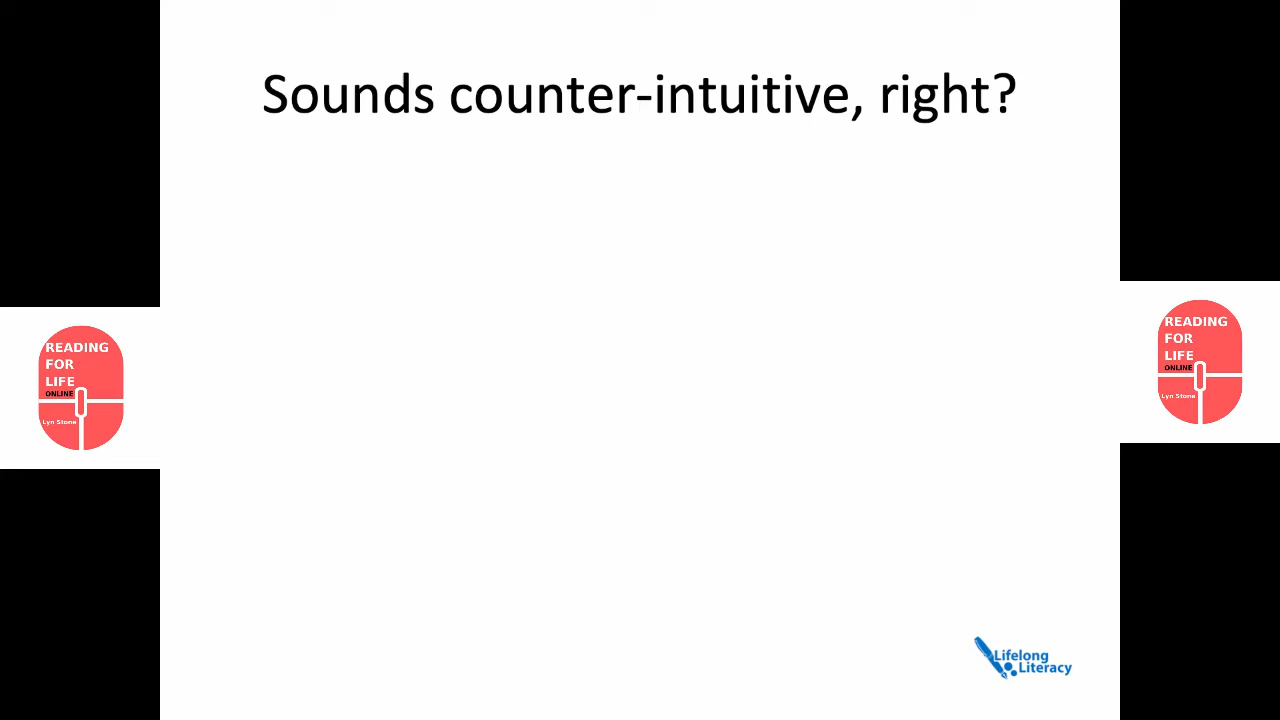 Sounds counter-intuitive, right?
READING
FOR
LIFE
ONLINE
Lyn Stone
READING
FOR
LIFE
ONLINE
Lyn Stone
Lifelong
Literacy